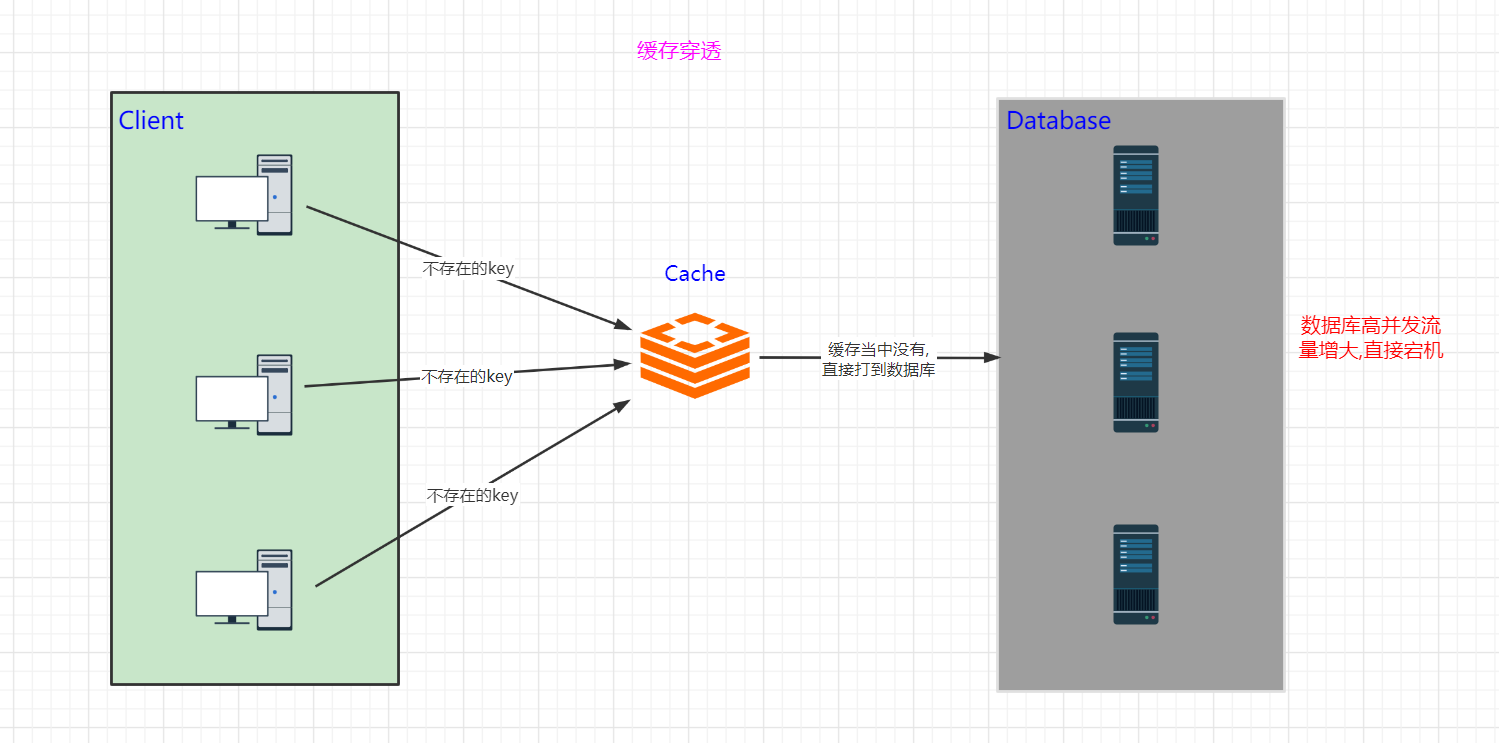 缓存穿透
Client
Database
不存在的key
Cache
数据库高并发流
量增大,直接宕机
缓存当中没有,
直接打到数据库
不存在的key
不存在的key